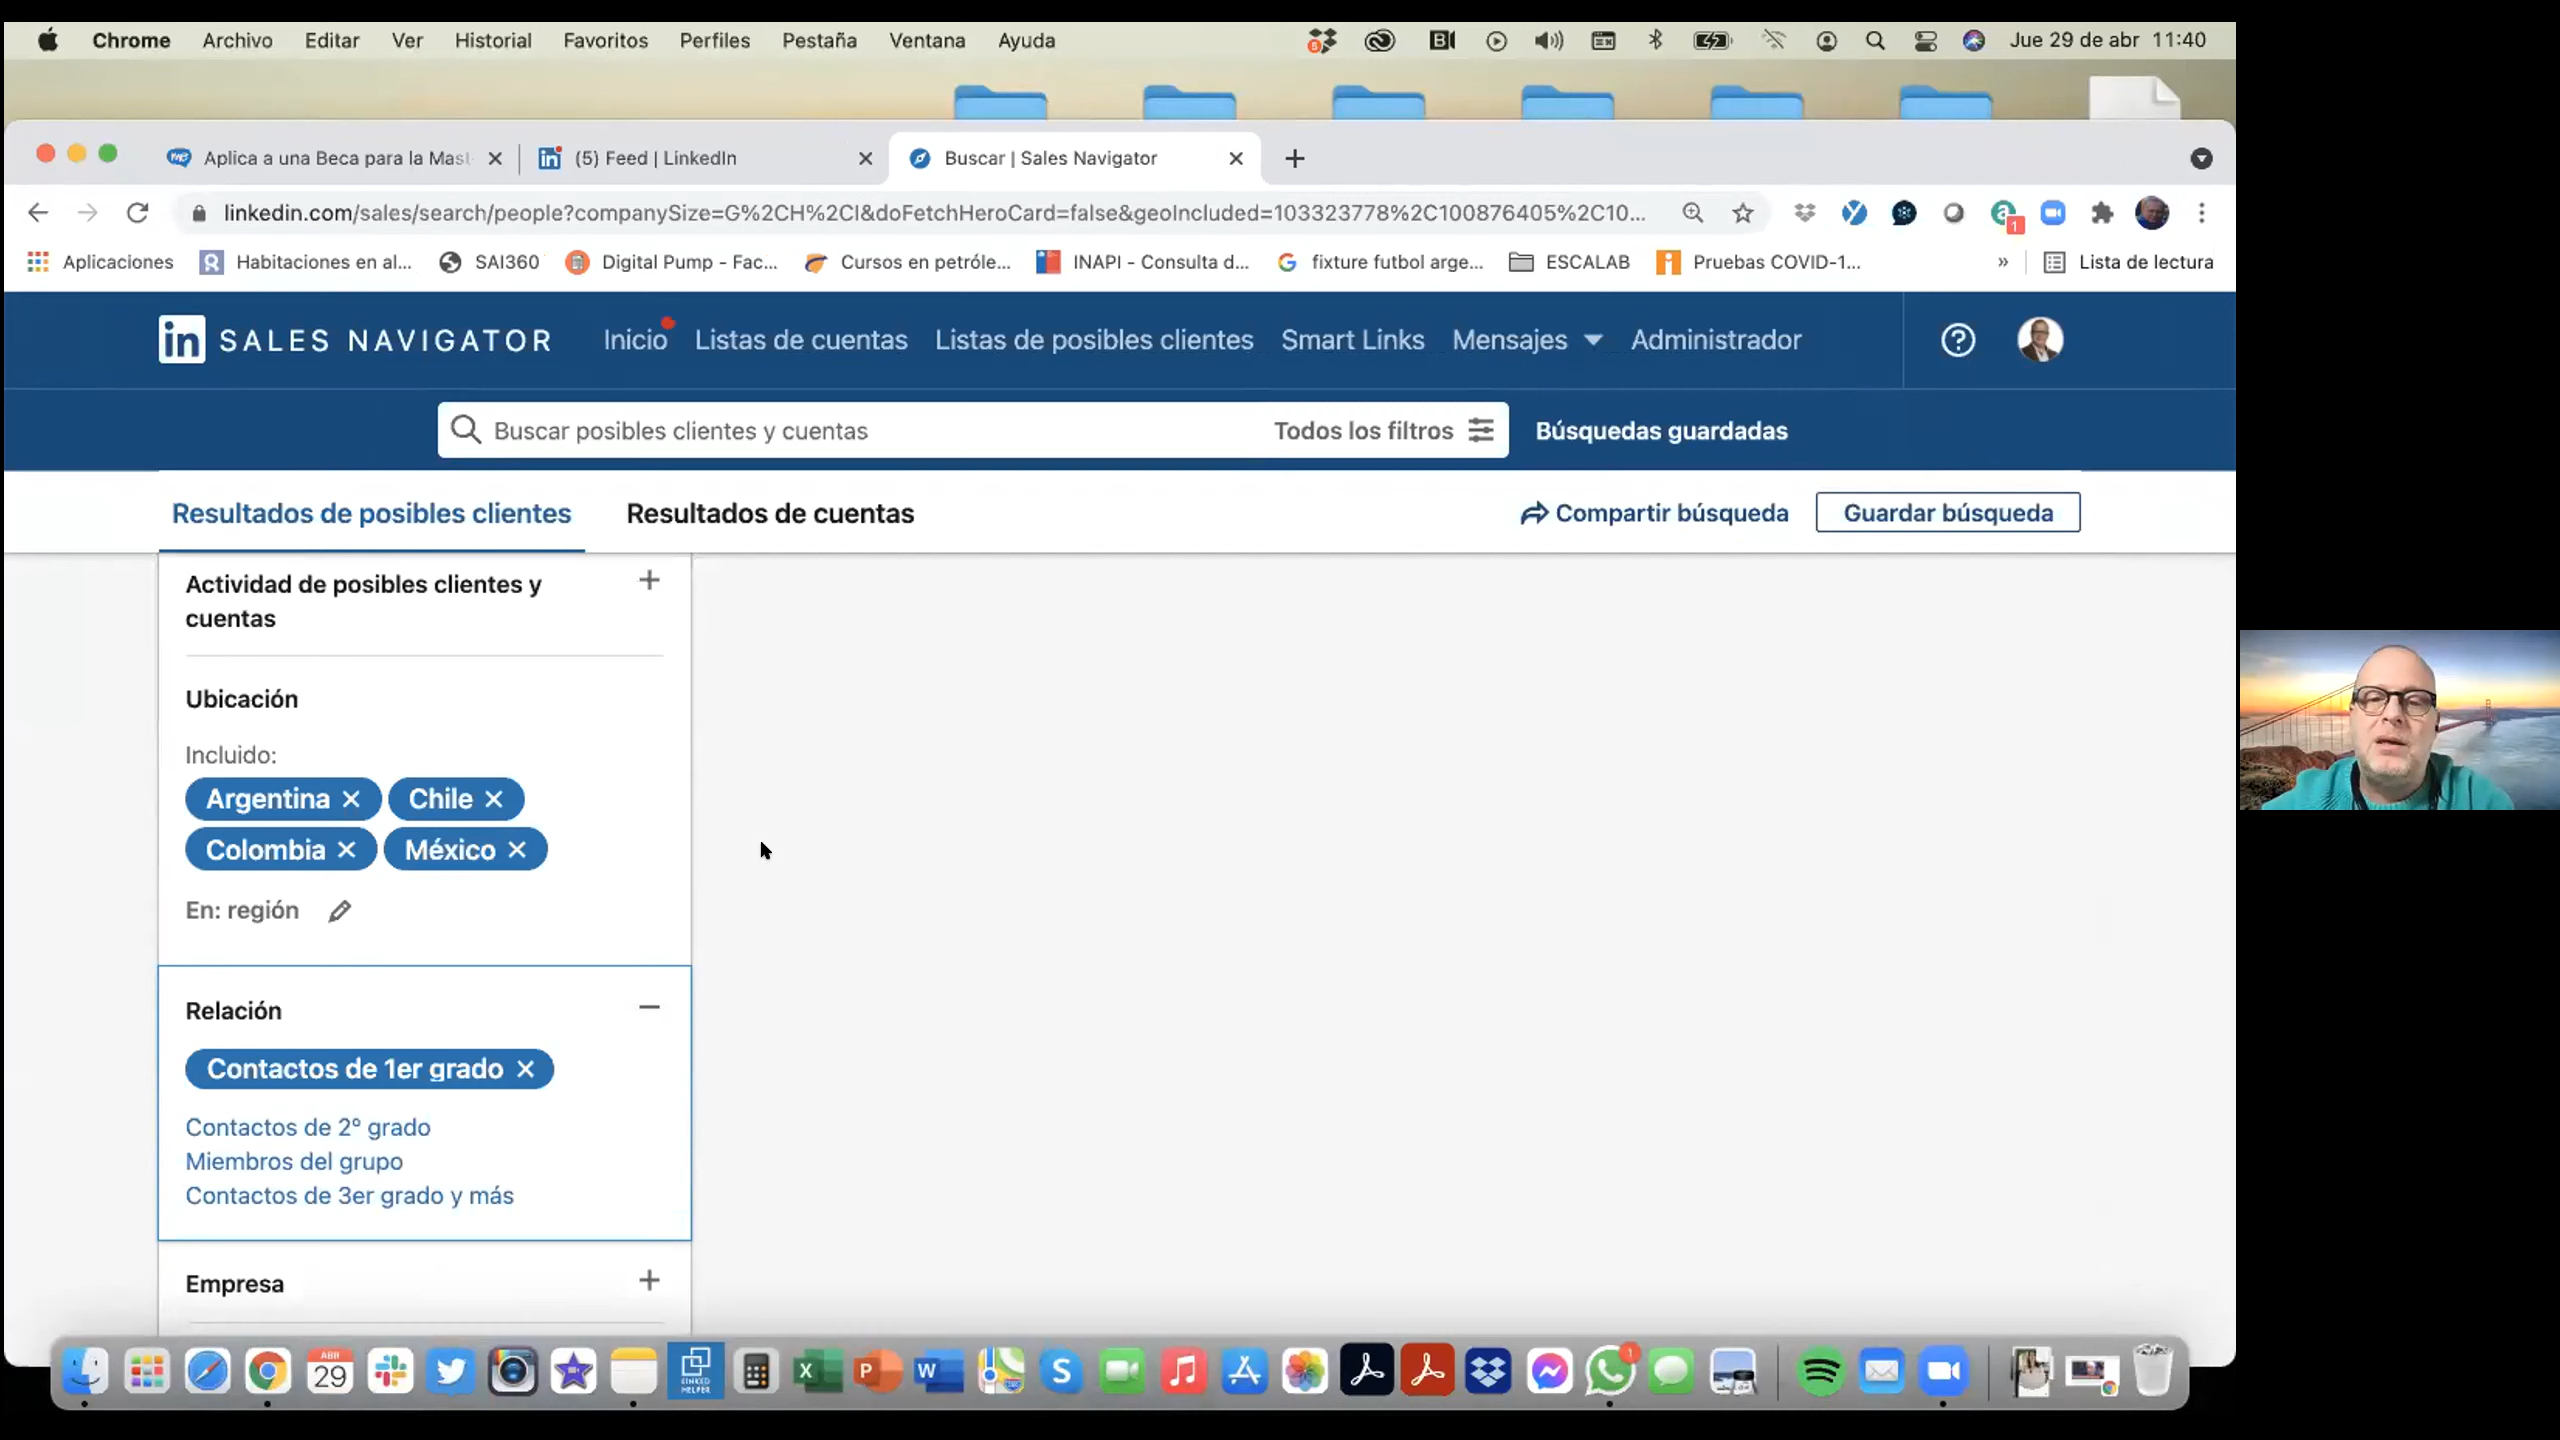 Chrome Archivo Editar Ver Historial Favoritos Perfiles Pestaña Ventana Ayuda Jue 29 de abr 11:40
Aplica a una Beca para la Mast
(5) Feed | LinkedIn
Buscar | Sales Navigator
linkedin.com/sales/search/people?companySize=G%2CH%2CI&doFetchHeroCard=false&geoIncluded=103323778%2C100876405%2C10...
1
Aplicaciones Habitaciones en al... SAI360 Digital Pump - Fac... Cursos en petróle... INAPI - Consulta d... fixture futbol arge... ESCALAB Pruebas COVID-1... » Lista de lectura
in SALES NAVIGATOR Inicio Listas de cuentas Listas de posibles clientes Smart Links Mensajes Administrador
Buscar posibles clientes y cuentas Todos los filtros Búsquedas guardadas
Resultados de posibles clientes Resultados de cuentas Compartir búsqueda Guardar búsqueda
Actividad de posibles clientes y
cuentas
Ubicación
Incluido:
Argentina Chile
Colombia México
En: región
Relación
Contactos de 1er grado
Contactos de 2º grado
Miembros del grupo
Contactos de 3er grado y más
Empresa
ABR
29
LINKED
HELPER
1